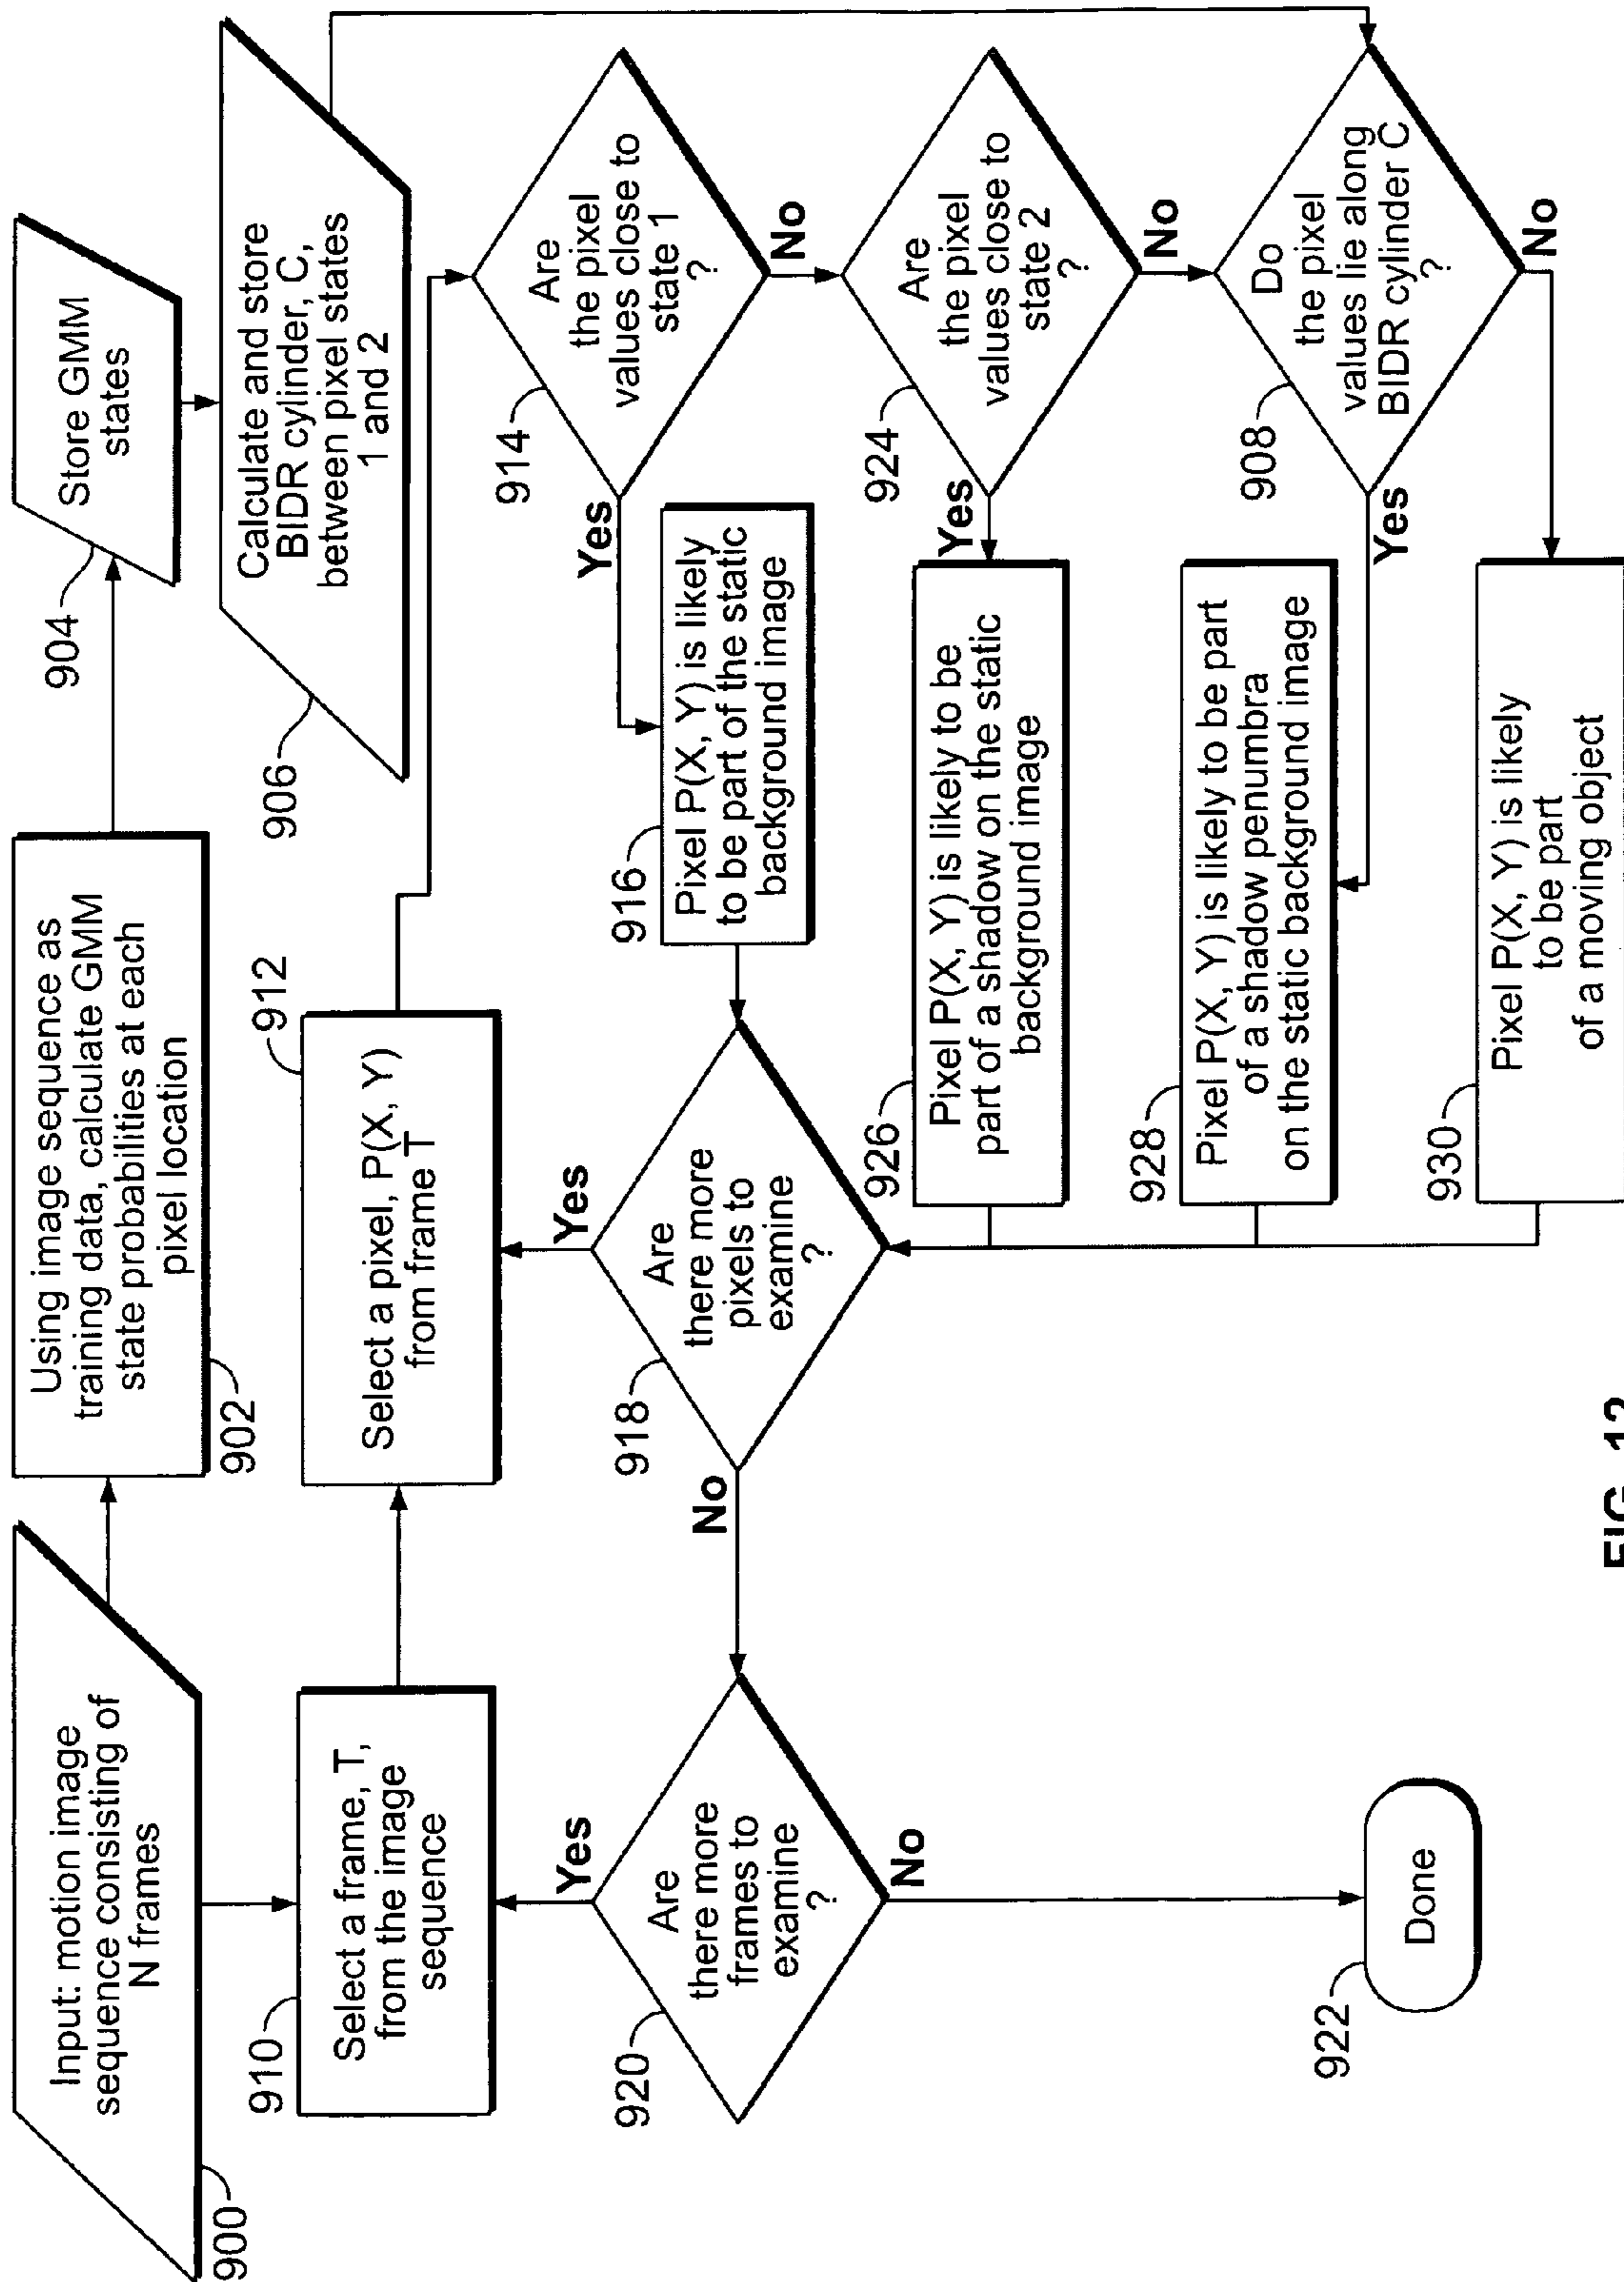 Input: motion image
sequence consisting of
N frames
900
Using image sequence as
training data, calculate GMM
state probabilities at each
pixel location
902
Store GMM
states
904
Calculate and store
BIDR cylinder, C,
between pixel states
1 and 2
906
Select a frame, T,
from the image
sequence
910
Select a pixel, P(X, Y)
from frame T
912
Are
the pixel
values close to
state 1
?
914
Yes
No
Pixel P(X, Y) is likely
to be part of the static
background image
916
Are
there more
pixels to
examine
?
918
Yes
No
Are
there more
frames to
examine
?
920
Yes
No
Done
922
Are
the pixel
values close to
state 2
?
924
Yes
No
Pixel P(X, Y) is likely to be
part of a shadow on the static
background image
926
Do
the pixel
values lie along
BIDR cylinder C
?
908
Yes
No
Pixel P(X, Y) is likely to be part
of a shadow penumbra
on the static background image
928
Pixel P(X, Y) is likely
to be part
of a moving object
930